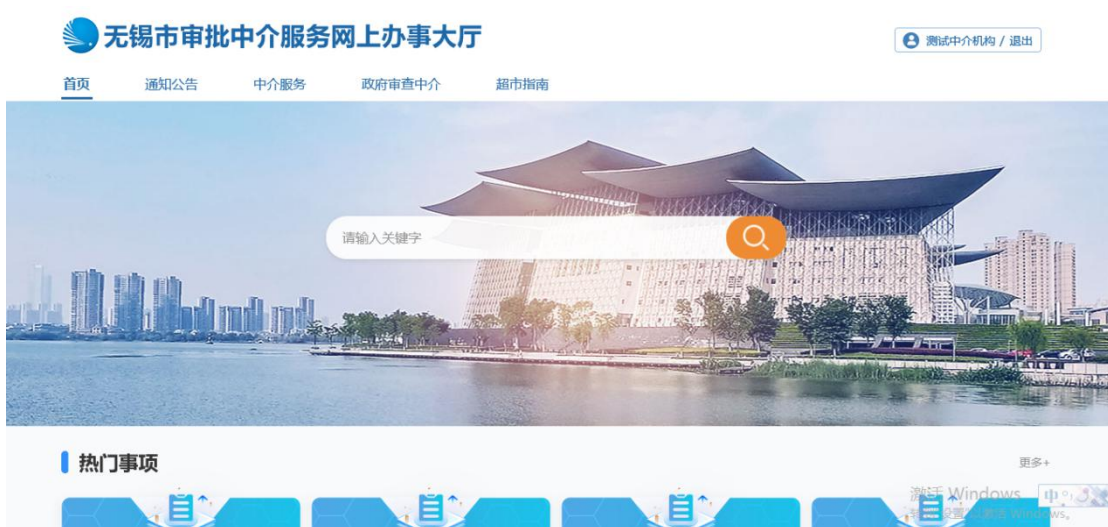 无锡市审批中介服务网上办事大厅
测试中介机构 / 退出
首页 通知公告 中介服务 政府审查中介 超市指南
请输入关键字
热门事项
更多+
激活 Windows
中